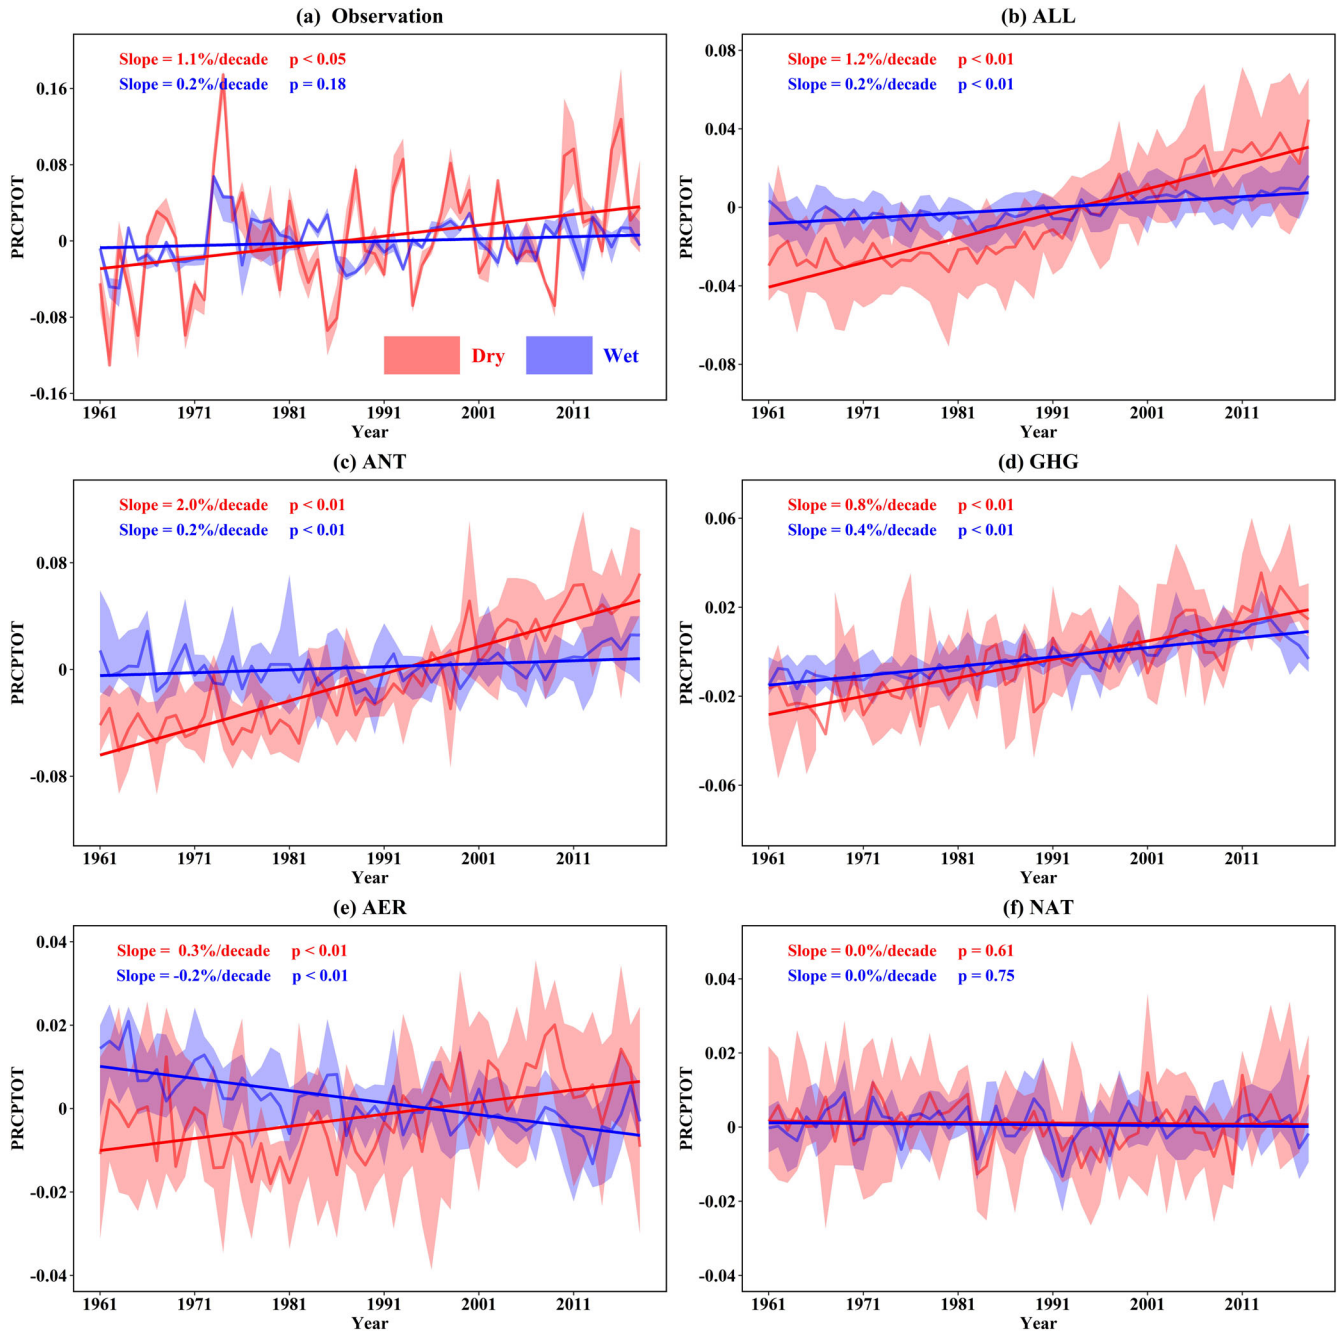 (a) Observation
Slope = 1.1%/decade p < 0.05
Slope = 0.2%/decade p = 0.18
PRCPTOT
0.16
0.08
0
-0.08
-0.16
Dry
Wet
1961 1971 1981 1991 2001 2011
Year
(b) ALL
Slope = 1.2%/decade p < 0.01
Slope = 0.2%/decade p < 0.01
PRCPTOT
0.08
0.04
0
-0.04
-0.08
1961 1971 1981 1991 2001 2011
Year
(c) ANT
Slope = 2.0%/decade p < 0.01
Slope = 0.2%/decade p < 0.01
PRCPTOT
0.08
0
-0.08
1961 1971 1981 1991 2001 2011
Year
(d) GHG
Slope = 0.8%/decade p < 0.01
Slope = 0.4%/decade p < 0.01
PRCPTOT
0.06
0.02
-0.02
-0.06
1961 1971 1981 1991 2001 2011
Year
(e) AER
Slope = 0.3%/decade p < 0.01
Slope = -0.2%/decade p < 0.01
PRCPTOT
0.04
0.02
0
-0.02
-0.04
1961 1971 1981 1991 2001 2011
Year
(f) NAT
Slope = 0.0%/decade p = 0.61
Slope = 0.0%/decade p = 0.75
PRCPTOT
0.04
0.02
0
-0.02
-0.04
1961 1971 1981 1991 2001 2011
Year